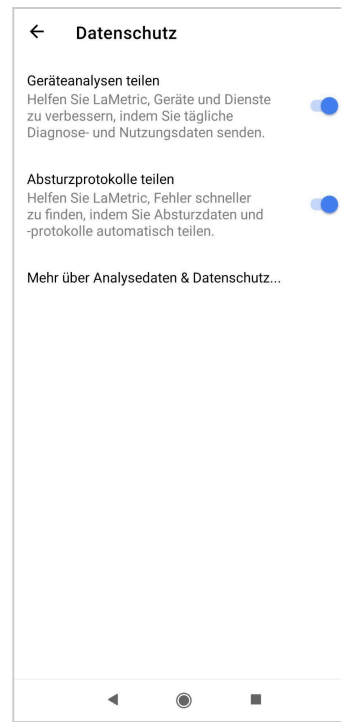 Datenschutz
Geräteanalysen teilen
Helfen Sie LaMetric, Geräte und Dienste
zu verbessern, indem Sie tägliche
Diagnose- und Nutzungsdaten senden.
Absturzprotokolle teilen
Helfen Sie LaMetric, Fehler schneller
zu finden, indem Sie Absturzdaten und
-protokolle automatisch teilen.
Mehr über Analysedaten & Datenschutz...